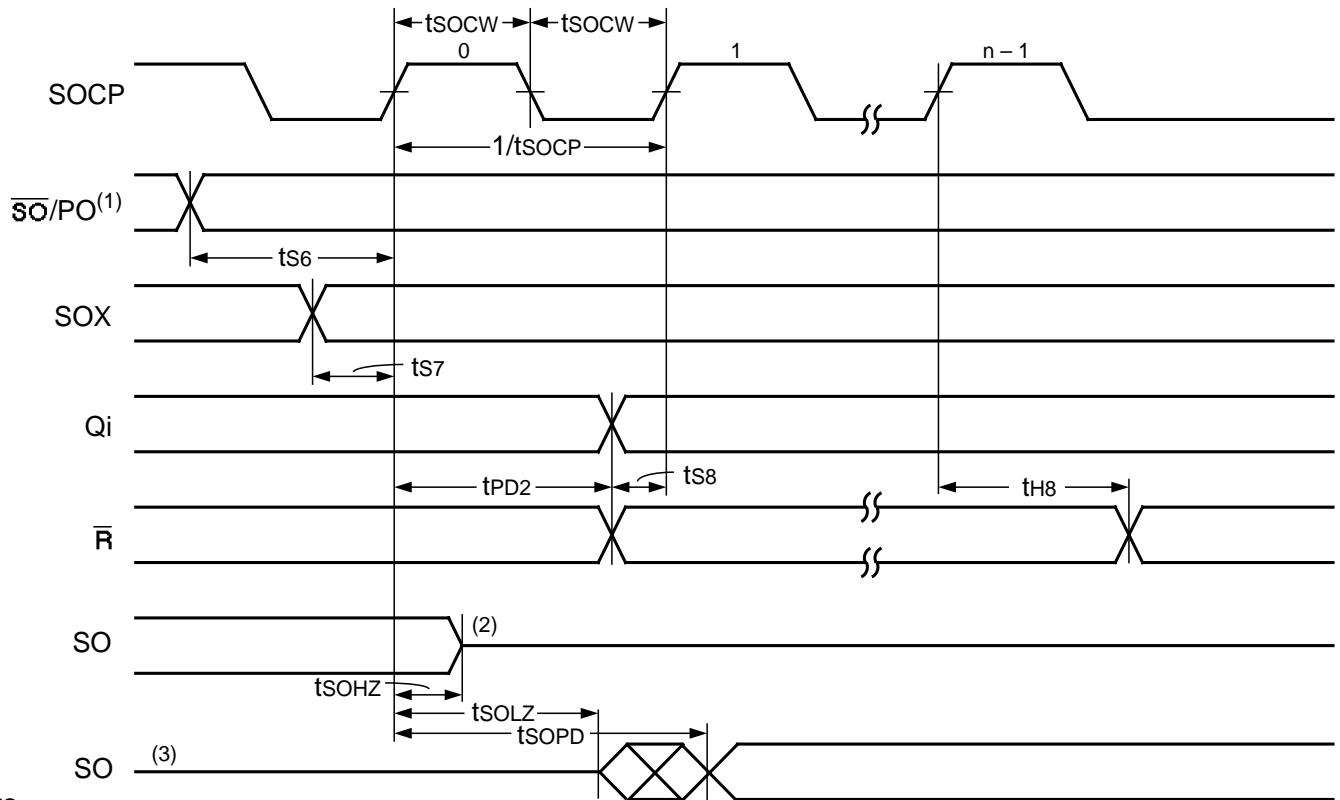 tSOCW tSOCW
0 1 n – 1
SOCP
1/tSOCP
S̅O̅/PO(1)
tS6
SOX
tS7
Qi
tPD2 tS8 tH8
R̅
SO (2)
tSOHZ
tSOLZ
tSOPD
(3)
SO